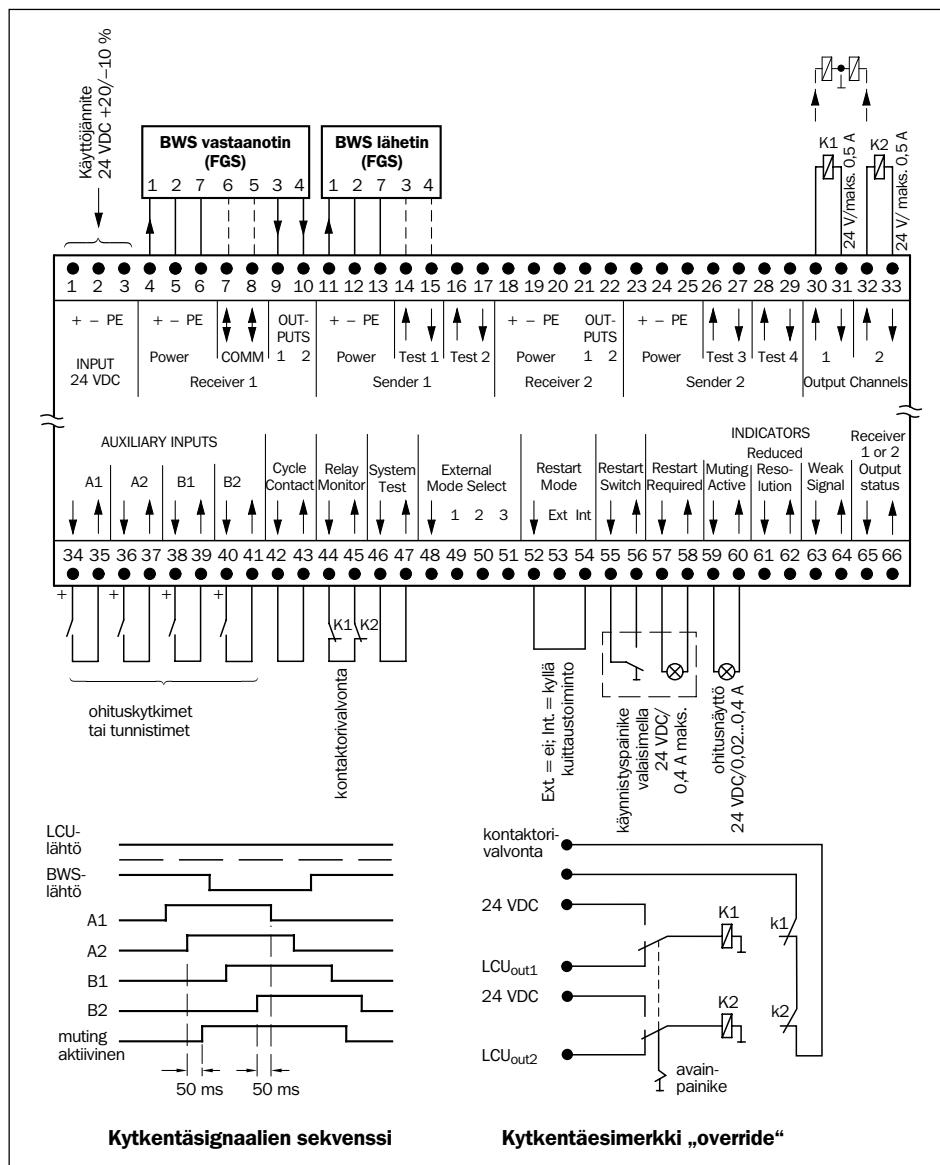 Käyttöjännite
24 VDC +20/−10 %
BWS vastaanotin
(FGS)
1 2 7 6 5 3 4
BWS lähetin
(FGS)
1 2 7 3 4
K1
24 V/maks. 0,5 A
K2
24 V/ maks. 0,5 A
1 2 3 4 5 6 7 8 9 10 11 12 13 14 15 16 17 18 19 20 21 22 23 24 25 26 27 28 29 30 31 32 33
+ − PE
INPUT
24 VDC
+ − PE
Power
COMM
OUT-
PUTS
1 2
Receiver 1
+ − PE
Power
Test 1
Test 2
Sender 1
+ − PE
Power
OUT-
PUTS
1 2
Receiver 2
+ − PE
Power
Test 3
Test 4
Sender 2
1 2
Output Channels
AUXILIARY INPUTS
A1 A2 B1 B2
Cycle
Contact
Relay
Monitor
System
Test
External
Mode Select
1 2 3
Restart
Mode
Ext Int
Restart
Switch
Restart
Required
INDICATORS
Muting
Active
Reduced
Reso-
lution
Weak
Signal
Receiver
1 or 2
Output
status
34 35 36 37 38 39 40 41 42 43 44 45 46 47 48 49 50 51 52 53 54 55 56 57 58 59 60 61 62 63 64 65 66
+ + + +
K1 K2
ohituskytkimet
tai tunnistimet
kontaktorivalvonta
Ext. = ei; Int. = kyllä
kuittaustoiminto
käynnistyspainike
valaisimella
24 VDC/
0,4 A maks.
ohitusnäyttö
24 VDC/0,02...0,4 A
LCU-
lähtö
BWS-
lähtö
A1
A2
B1
B2
muting
aktiivinen
50 ms 50 ms
Kytkentäsignaalien sekvenssi
kontaktori-
valvonta
24 VDC
K1
k1
LCUout1
24 VDC
K2
k2
LCUout2
avain-
painike
Kytkentäesimerkki „override“